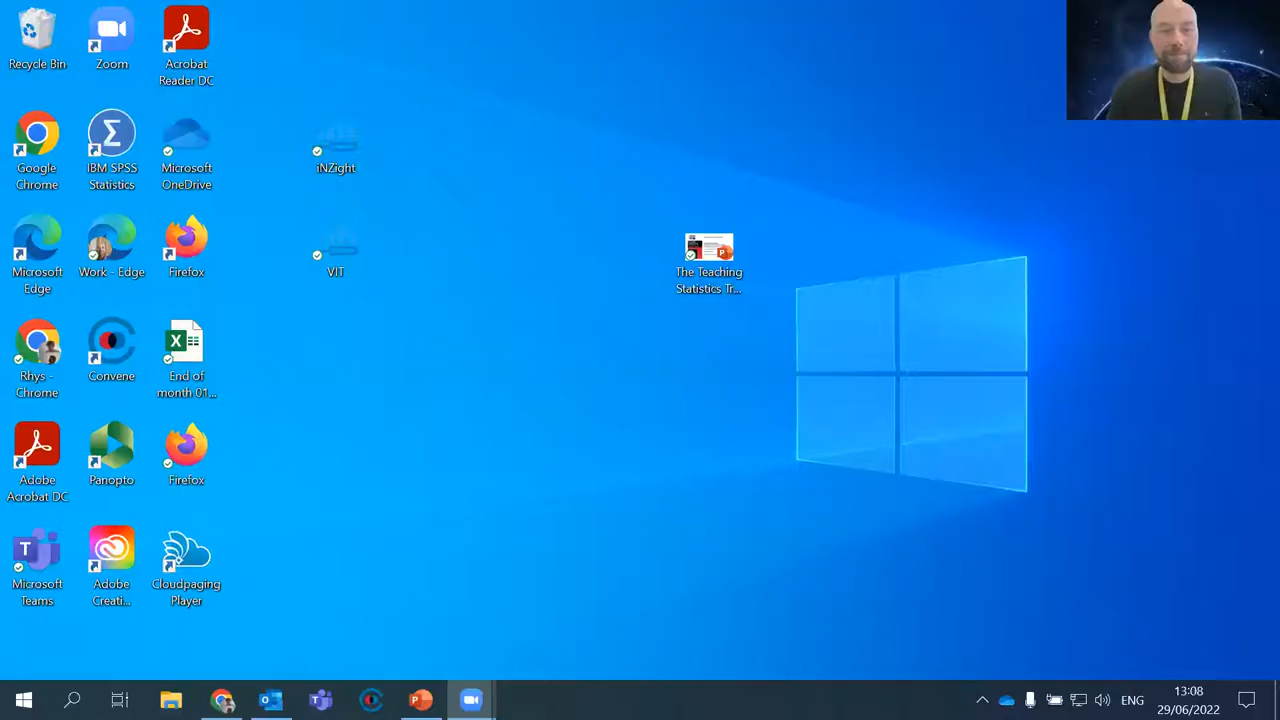 Recycle Bin
Zoom
Acrobat
Reader DC
Google
Chrome
IBM SPSS
Statistics
Microsoft
OneDrive
iNZight
Microsoft
Edge
Work - Edge
Firefox
VIT
The Teaching
Statistics Tr...
Rhys -
Chrome
Convene
End of
month 01...
Adobe
Acrobat DC
Panopto
Firefox
Microsoft
Teams
Adobe
Creati...
Cloudpaging
Player
ENG
13:08
29/06/2022